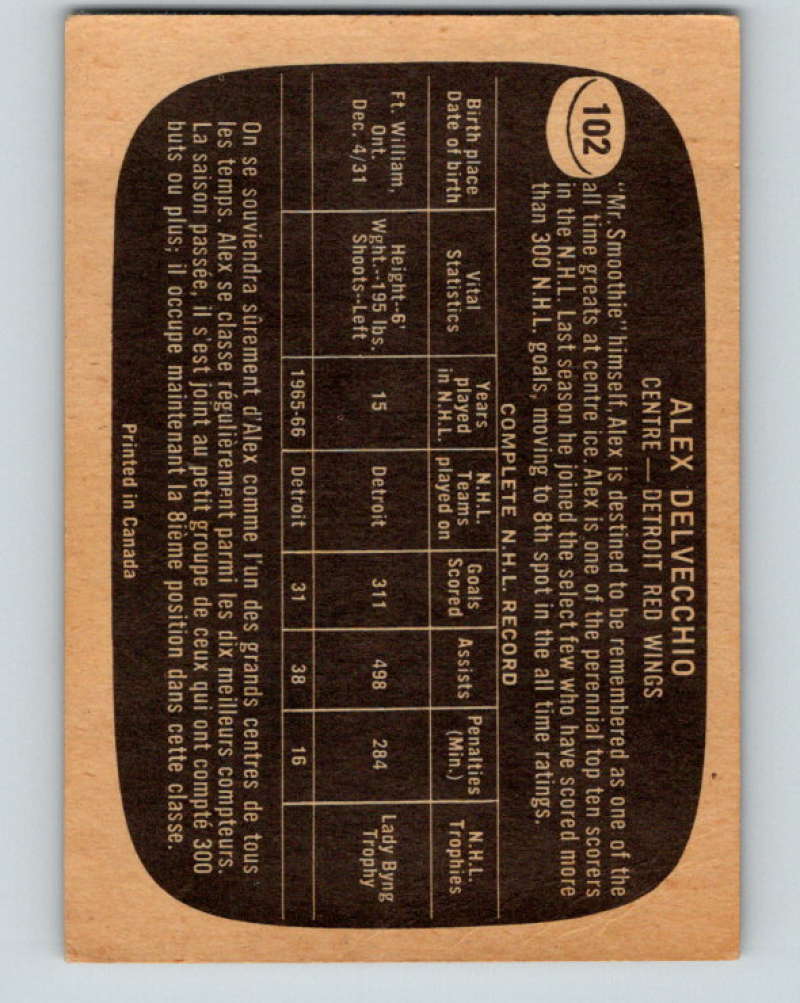 102
ALEX DELVECCHIO
CENTRE — DETROIT RED WINGS
"Mr. Smoothie" himself, Alex is destined to be remembered as one of the
all time greats at centre ice. Alex is one of the perennial top ten scorers
in the N.H.L. Last season he joined the select few who have scored more
than 300 N.H.L. goals, moving to 8th spot in the all time ratings.
COMPLETE N.H.L. RECORD
Birth place
Date of birth
Vital
Statistics
Years
played
in N.H.L.
N.H.L.
Teams
played on
Goals
Scored
Assists
Penalties
(Min.)
N.H.L.
Trophies
Ft. William,
Ont.
Dec. 4/31
Height--6'
Wght.--195 lbs.
Shoots--Left
15
Detroit
311
498
284
Lady Byng
Trophy
1965-66
Detroit
31
38
16
On se souviendra sûrement d'Alex comme l'un des grands centres de tous
les temps. Alex se classe régulièrement parmi les dix meilleurs compteurs.
La saison passée, il s'est joint au petit groupe de ceux qui ont compté 300
buts ou plus; il occupe maintenant la 8ième position dans cette classe.
Printed in Canada